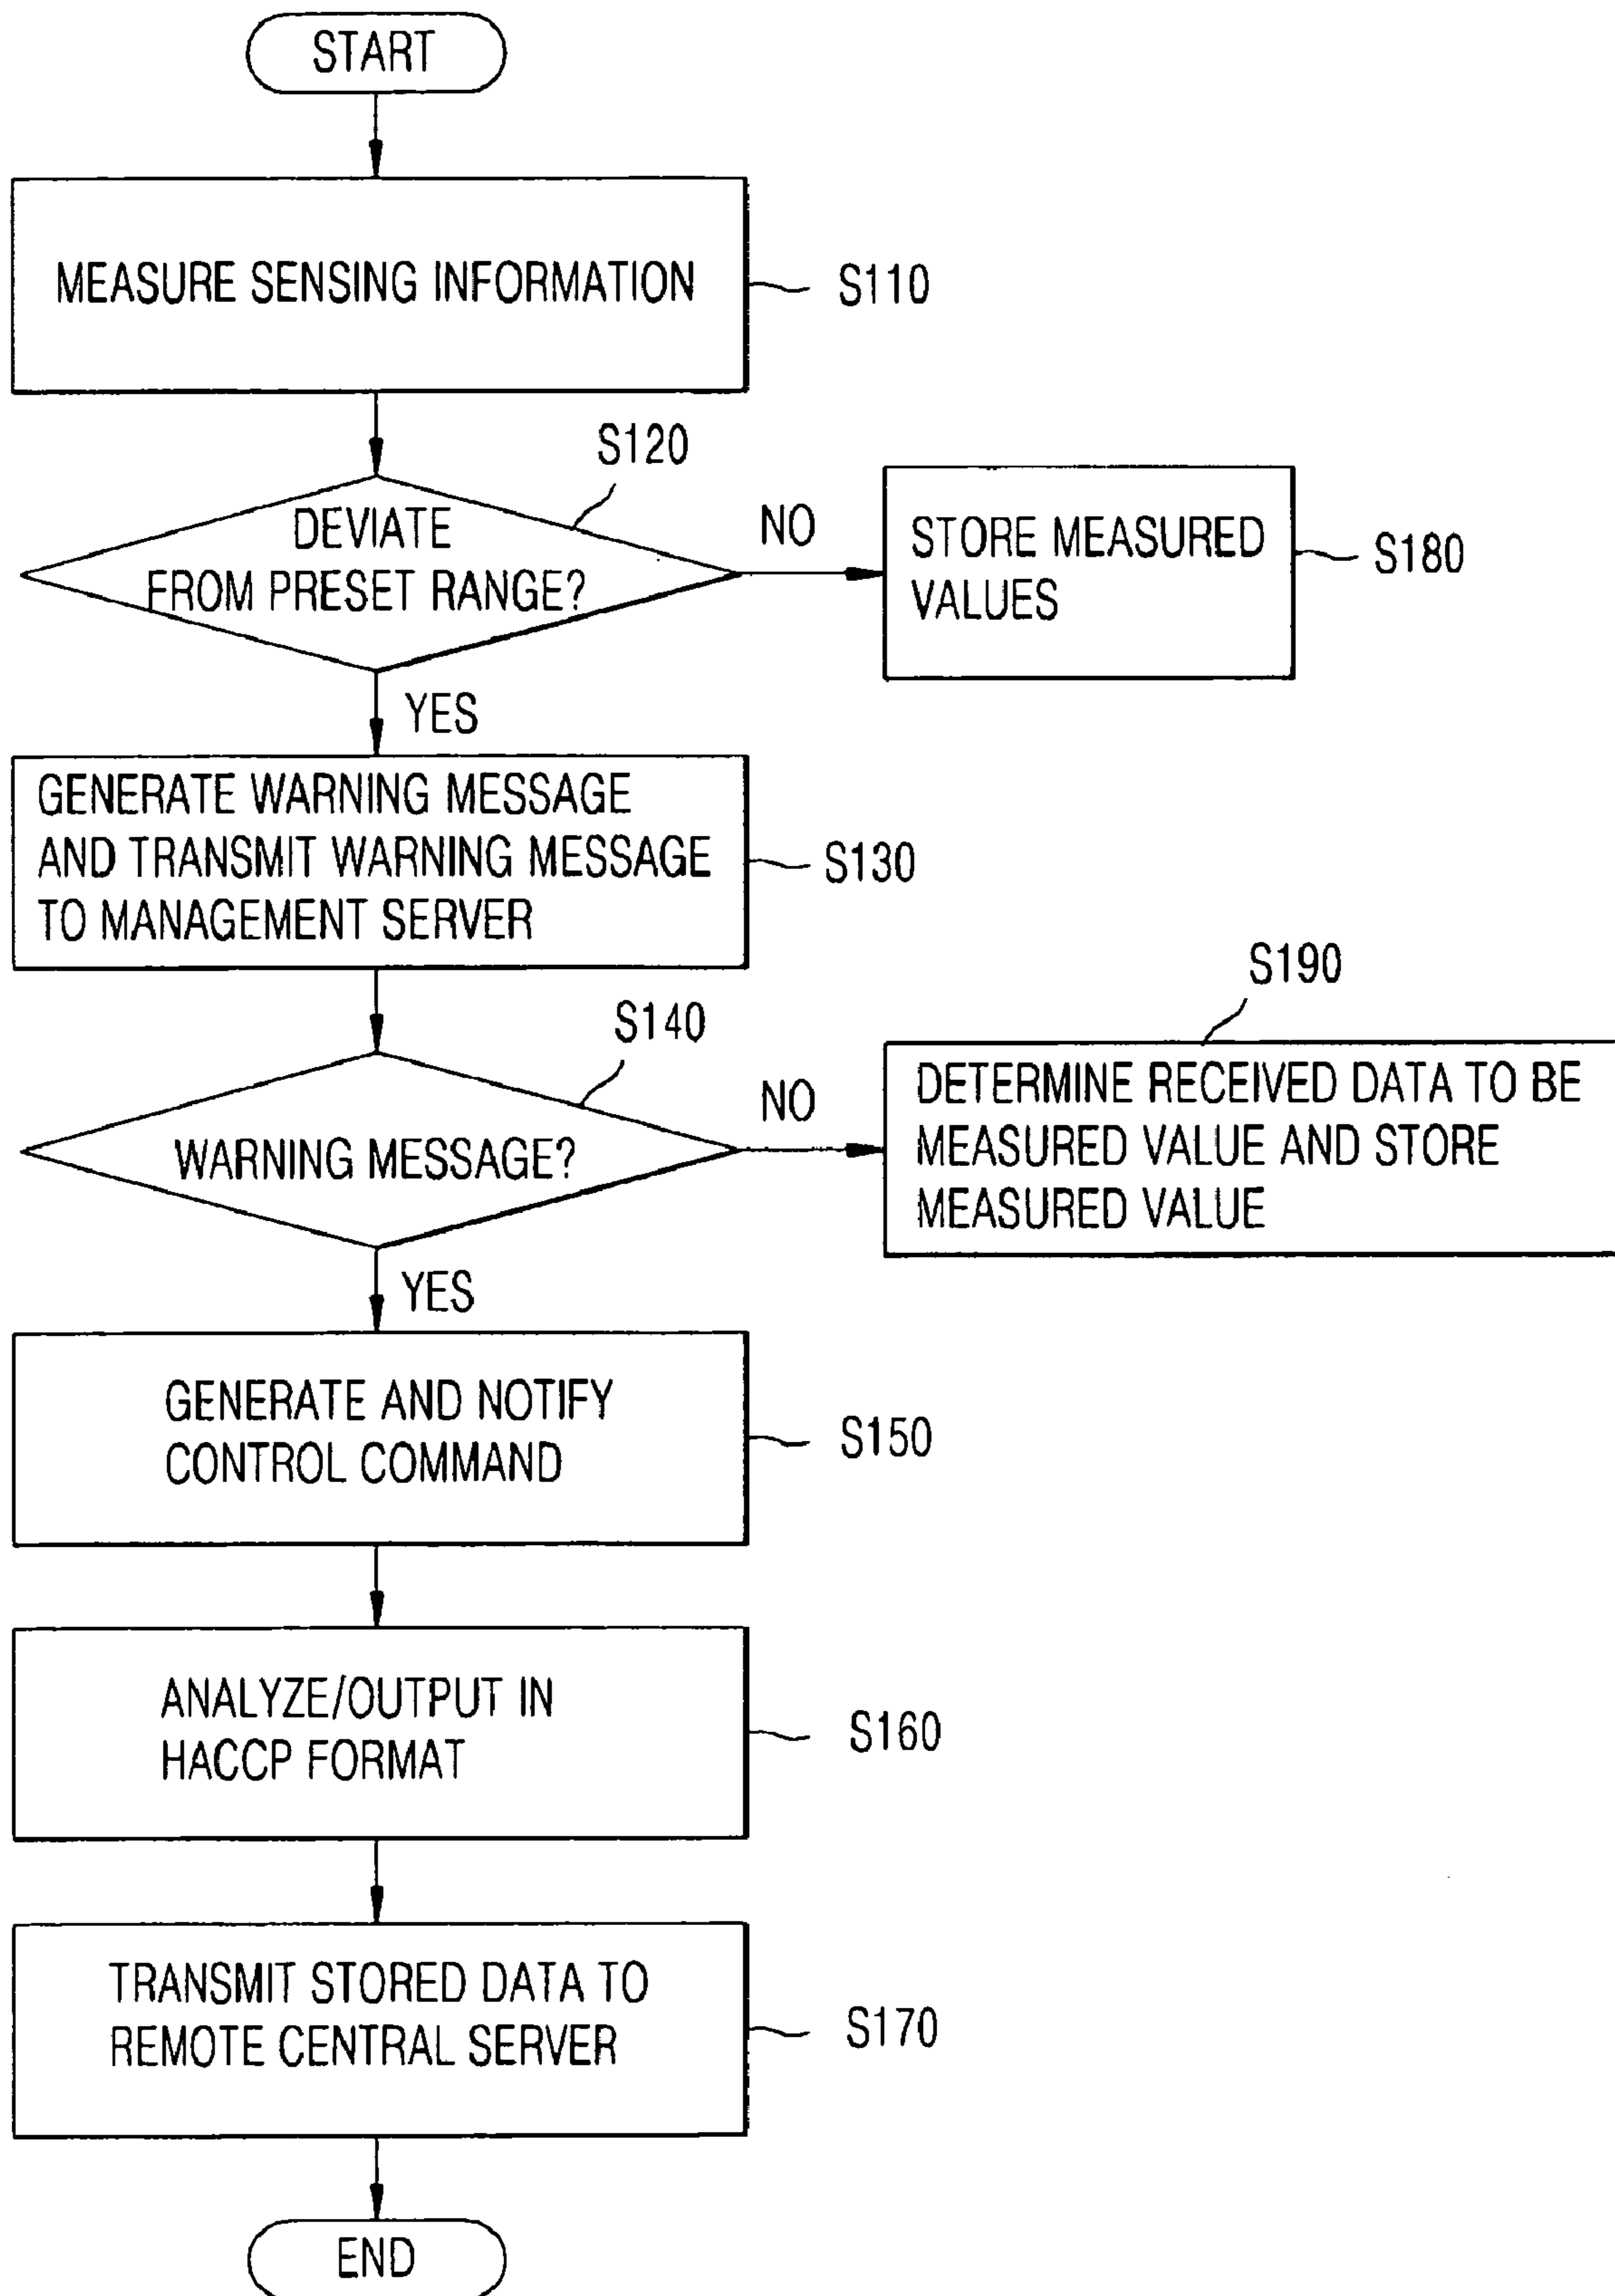 START
MEASURE SENSING INFORMATION
S110
S120
DEVIATE
FROM PRESET RANGE?
NO
STORE MEASURED
VALUES
S180
YES
GENERATE WARNING MESSAGE
AND TRANSMIT WARNING MESSAGE
TO MANAGEMENT SERVER
S130
S190
S140
WARNING MESSAGE?
NO
DETERMINE RECEIVED DATA TO BE
MEASURED VALUE AND STORE
MEASURED VALUE
YES
GENERATE AND NOTIFY
CONTROL COMMAND
S150
ANALYZE/OUTPUT IN
HACCP FORMAT
S160
TRANSMIT STORED DATA TO
REMOTE CENTRAL SERVER
S170
END